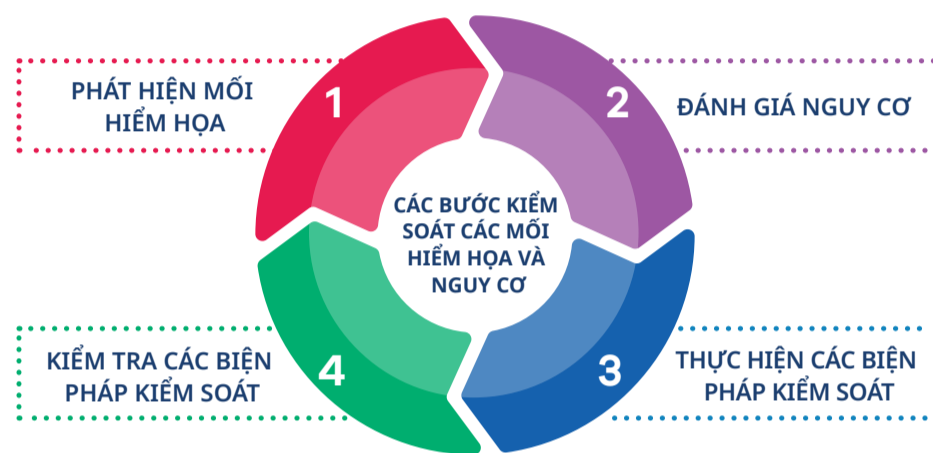 1
PHÁT HIỆN MỐI
HIỂM HỌA
2
ĐÁNH GIÁ NGUY CƠ
CÁC BƯỚC KIỂM
SOÁT CÁC MỐI
HIỂM HỌA VÀ
NGUY CƠ
3
THỰC HIỆN CÁC BIỆN
PHÁP KIỂM SOÁT
4
KIỂM TRA CÁC BIỆN
PHÁP KIỂM SOÁT